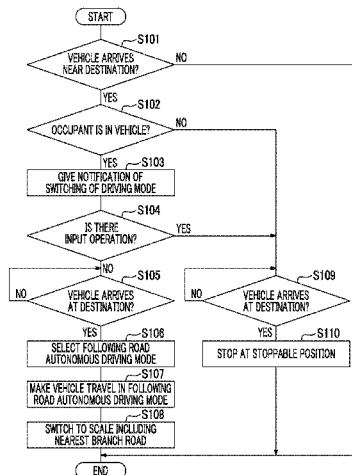 START
S101
VEHICLE ARRIVES
NEAR DESTINATION?
NO
YES
S102
OCCUPANT IS IN VEHICLE?
NO
YES
S103
GIVE NOTIFICATION OF
SWITCHING OF DRIVING MODE
S104
IS THERE
INPUT OPERATION?
YES
NO
S105
VEHICLE ARRIVES
AT DESTINATION?
NO
YES
S109
VEHICLE ARRIVES
AT DESTINATION?
NO
YES
S106
SELECT FOLLOWING ROAD
AUTONOMOUS DRIVING MODE
S110
STOP AT STOPPABLE POSITION
S107
MAKE VEHICLE TRAVEL IN FOLLOWING
ROAD AUTONOMOUS DRIVING MODE
S108
SWITCH TO SCALE INCLUDING
NEAREST BRANCH ROAD
END